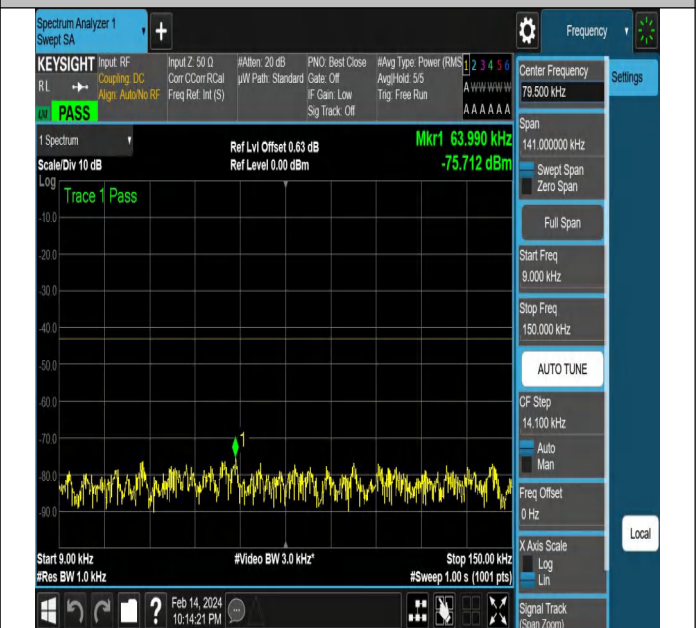 Spectrum Analyzer 1
Swept SA
+
Frequency
KEYSIGHT
Input: RF
Coupling: DC
Align: Auto/No RF
Input Z: 50 Ω
Corr CCorr RCal
Freq Ref: Int (S)
#Atten: 20 dB
µW Path: Standard
PNO: Best Close
Gate: Off
IF Gain: Low
Sig Track: Off
#Avg Type: Power (RMS)
Avg|Hold: 5/5
Trig: Free Run
1 2 3 4 5 6
A W W W W W
A A A A A A
RL
PASS
Center Frequency
79.500 kHz
Settings
Span
141.000000 kHz
Swept Span
Zero Span
Full Span
Start Freq
9.000 kHz
Stop Freq
150.000 kHz
AUTO TUNE
CF Step
14.100 kHz
Auto
Man
Freq Offset
0 Hz
X Axis Scale
Log
Lin
Signal Track
(Span Zoom)
Local
1 Spectrum
Scale/Div 10 dB
Ref Lvl Offset 0.63 dB
Ref Level 0.00 dBm
Mkr1 63.990 kHz
-75.712 dBm
Log
Trace 1 Pass
-10.0
-20.0
-30.0
-40.0
-50.0
-60.0
-70.0
-80.0
-90.0
1
Start 9.00 kHz
#Res BW 1.0 kHz
#Video BW 3.0 kHz*
Stop 150.00 kHz
#Sweep 1.00 s (1001 pts)
?
Feb 14, 2024
10:14:21 PM